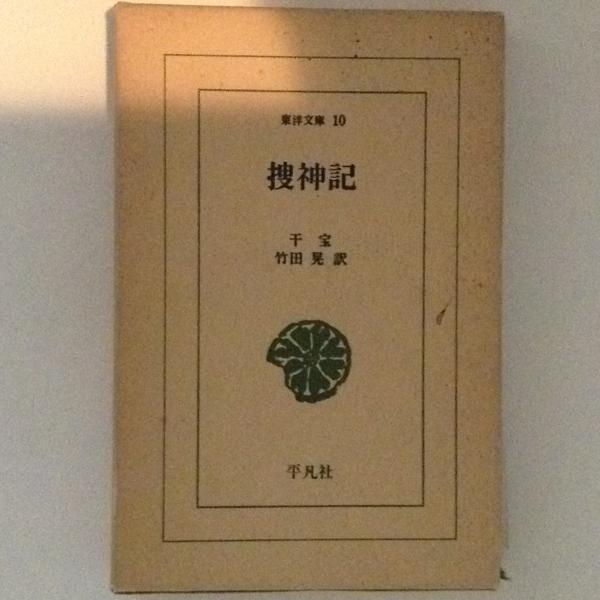 東洋文庫 10
捜神記
干 宝
竹田 晃 訳
平凡社